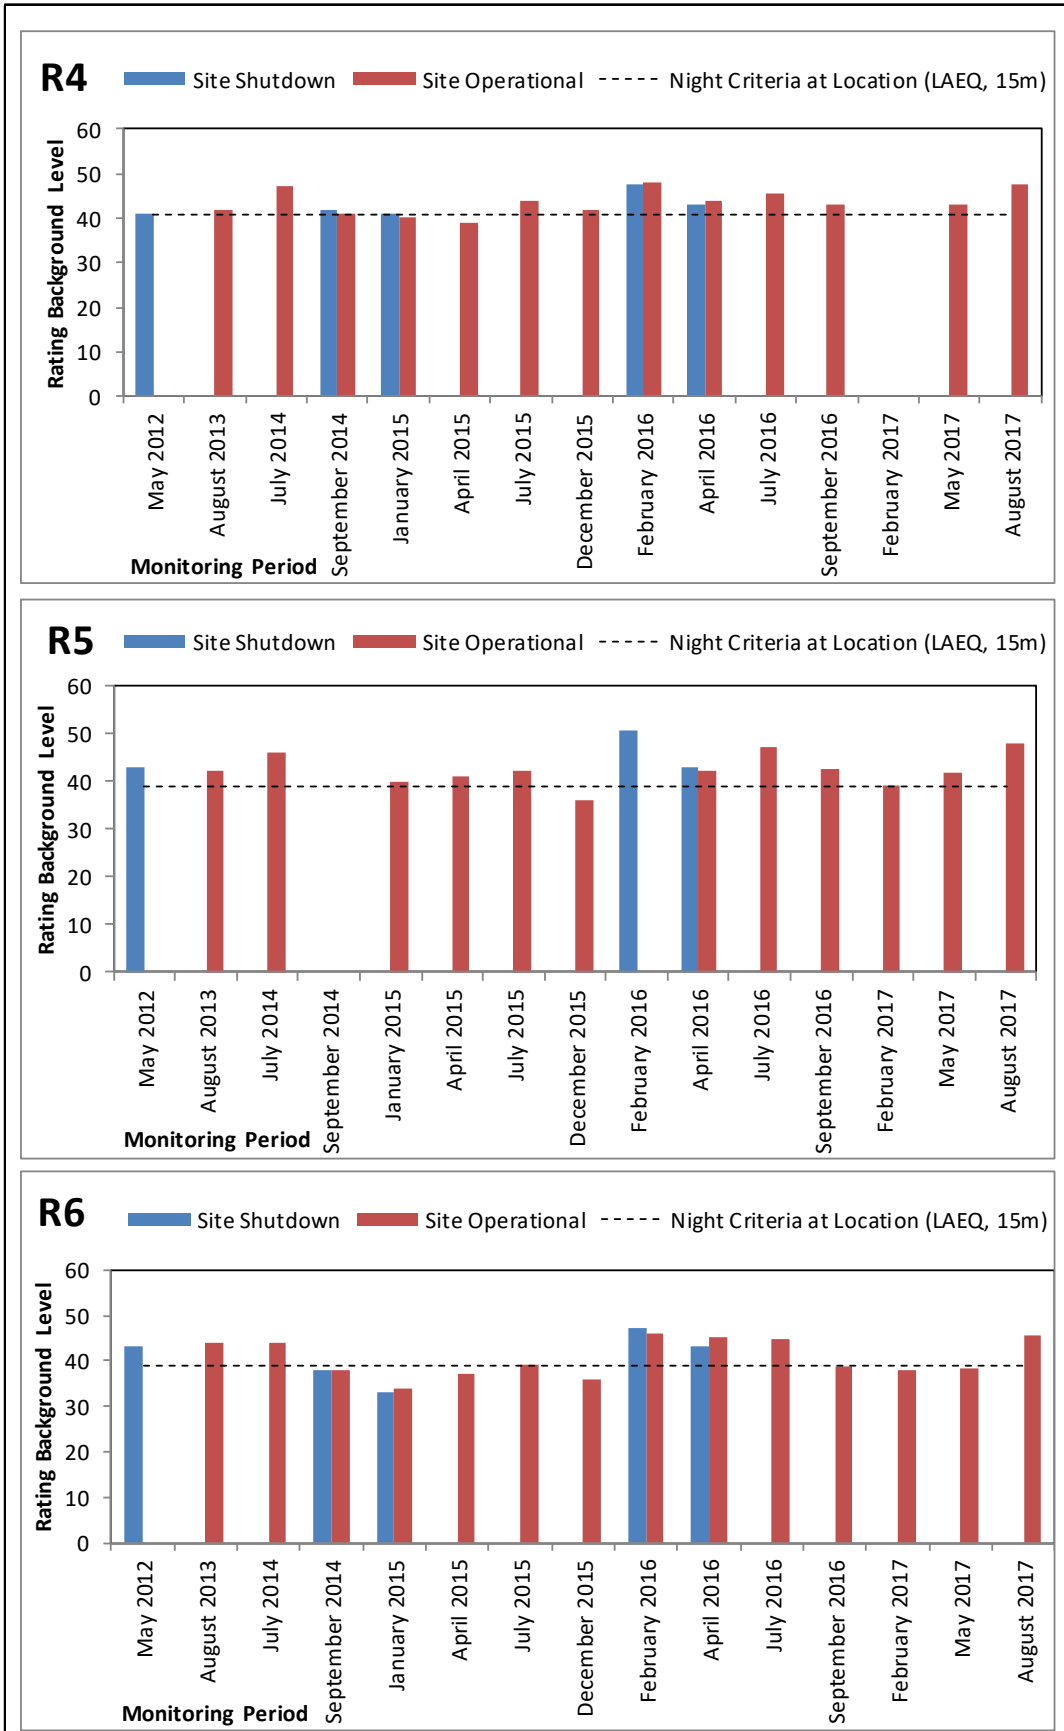 R4 Site Shutdown Site Operational Night Criteria at Location (LAEQ, 15m)
Rating Background Level
60
50
40
30
20
10
0
May 2012
August 2013
July 2014
September 2014
January 2015
April 2015
July 2015
December 2015
February 2016
April 2016
July 2016
September 2016
February 2017
May 2017
August 2017
Monitoring Period
R5 Site Shutdown Site Operational Night Criteria at Location (LAEQ, 15m)
Rating Background Level
60
50
40
30
20
10
0
May 2012
August 2013
July 2014
September 2014
January 2015
April 2015
July 2015
December 2015
February 2016
April 2016
July 2016
September 2016
February 2017
May 2017
August 2017
Monitoring Period
R6 Site Shutdown Site Operational Night Criteria at Location (LAEQ, 15m)
Rating Background Level
60
50
40
30
20
10
0
May 2012
August 2013
July 2014
September 2014
January 2015
April 2015
July 2015
December 2015
February 2016
April 2016
July 2016
September 2016
February 2017
May 2017
August 2017
Monitoring Period